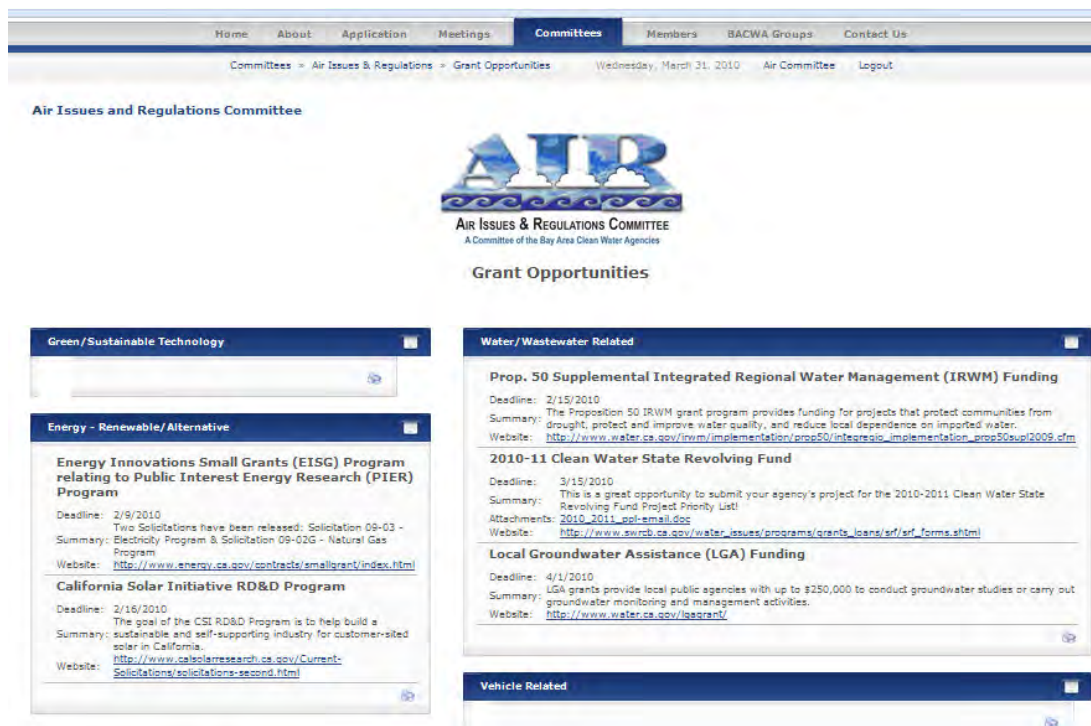 Home About Application Meetings Committees Members BACWA Groups Contact Us
Committees » Air Issues & Regulations » Grant Opportunities Wednesday, March 31, 2010 Air Committee Logout
Air Issues and Regulations Committee
AIR
AIR ISSUES & REGULATIONS COMMITTEE
A Committee of the Bay Area Clean Water Agencies
Grant Opportunities
Green/Sustainable Technology
Energy - Renewable/Alternative
Energy Innovations Small Grants (EISG) Program
relating to Public Interest Energy Research (PIER)
Program
Deadline: 2/9/2010
Two Solicitations have been released: Solicitation 09-03 -
Summary: Electricity Program & Solicitation 09-02G - Natural Gas
Program
Website: http://www.energy.ca.gov/contracts/smallgrant/index.html
California Solar Initiative RD&D Program
Deadline: 2/16/2010
The goal of the CSI RD&D Program is to help build a
Summary: sustainable and self-supporting industry for customer-sited
solar in California.
Website: http://www.calsolarresearch.ca.gov/Current-
Solicitations/solicitations-second.html
Water/Wastewater Related
Prop. 50 Supplemental Integrated Regional Water Management (IRWM) Funding
Deadline: 2/15/2010
Summary: The Proposition 50 IRWM grant program provides funding for projects that protect communities from
drought, protect and improve water quality, and reduce local dependence on imported water.
Website: http://www.water.ca.gov/irwm/implementation/prop50/integregio_implementation_prop50supl2009.cfm
2010-11 Clean Water State Revolving Fund
Deadline: 3/15/2010
Summary: This is a great opportunity to submit your agency's project for the 2010-2011 Clean Water State
Revolving Fund Project Priority List!
Attachments: 2010_2011_ppl-email.doc
Website: http://www.swrcb.ca.gov/water_issues/programs/grants_loans/srf/srf_forms.shtml
Local Groundwater Assistance (LGA) Funding
Deadline: 4/1/2010
Summary: LGA grants provide local public agencies with up to $250,000 to conduct groundwater studies or carry out
groundwater monitoring and management activities.
Website: http://www.water.ca.gov/lgagrant/
Vehicle Related